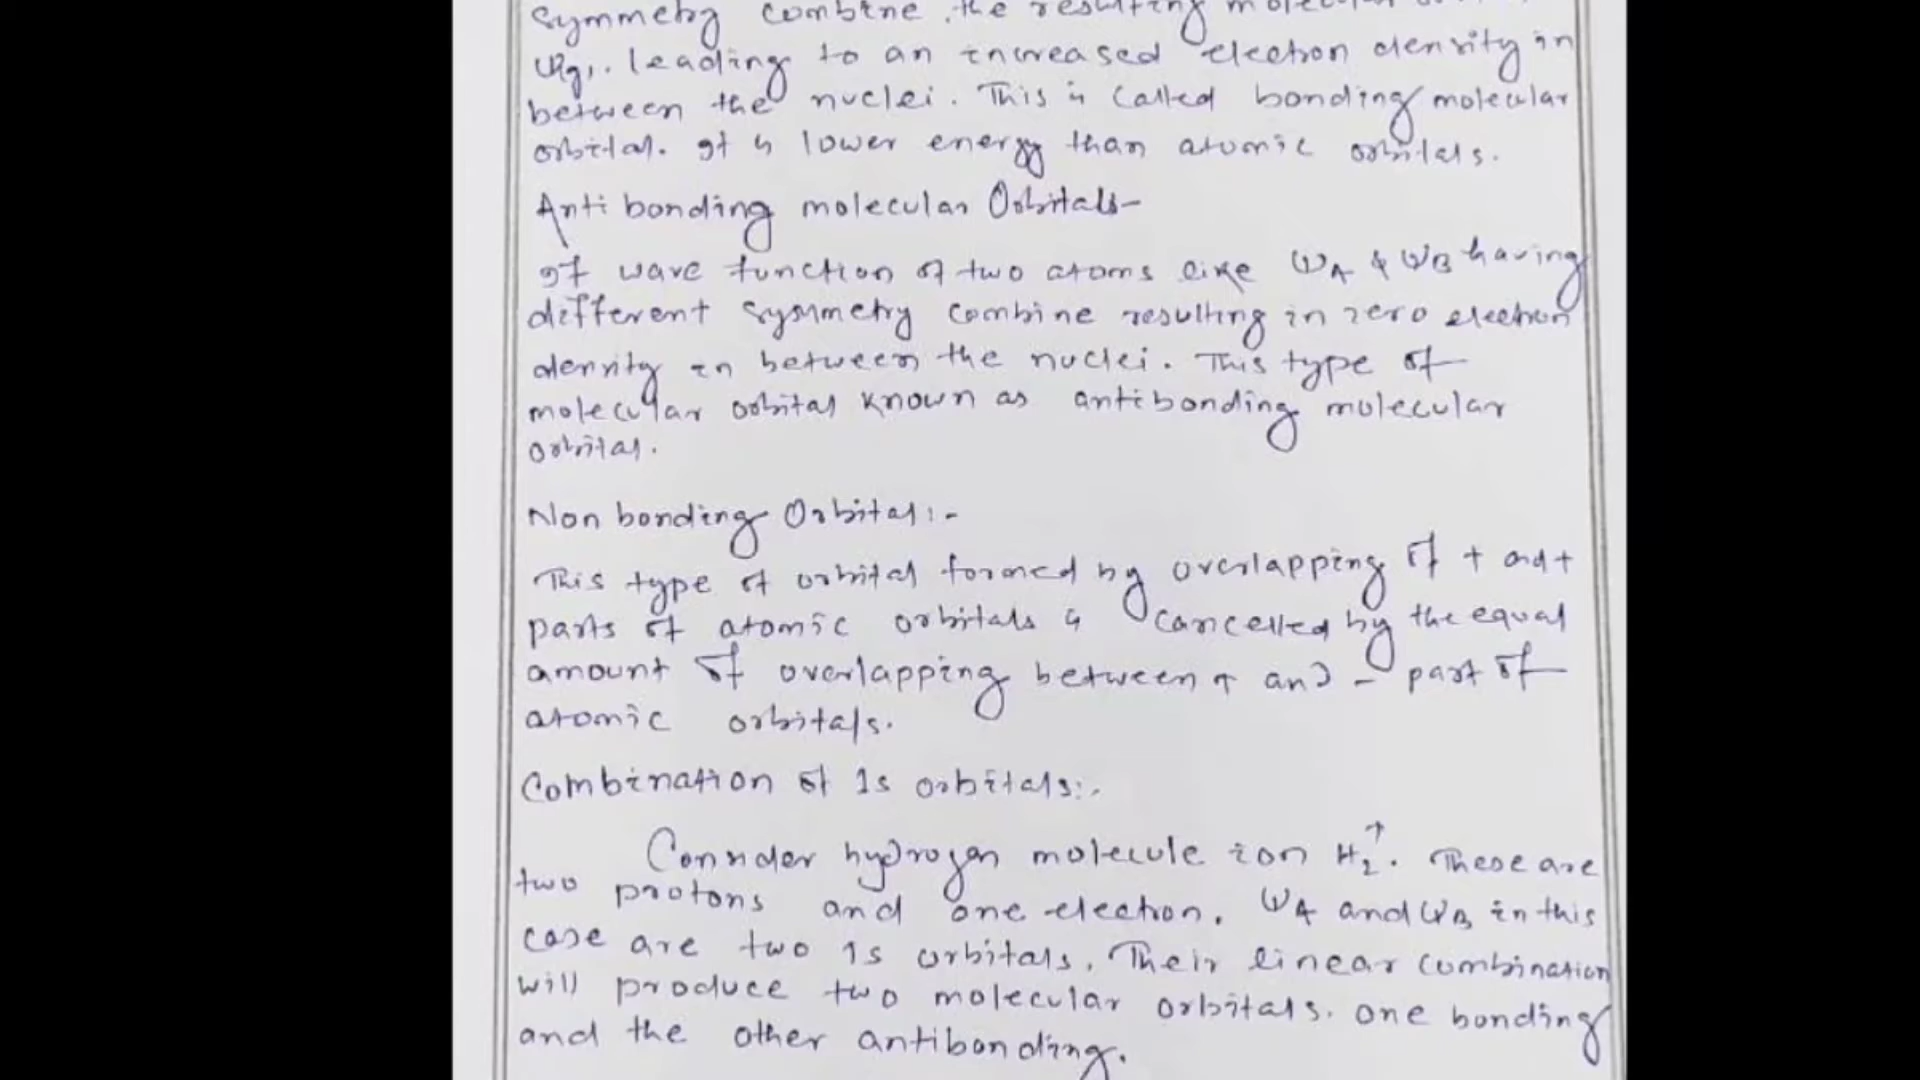 symmetry combine, the resulting
Ψg,. leading to an increased electron density in
between the nuclei. This is called bonding molecular
orbital. It is lower energy than atomic orbitals.
Anti bonding molecular Orbitals-
If wave function of two atoms like ΨA & ΨB having
different symmetry combine resulting in zero electron
density in between the nuclei. This type of
molecular orbital known as antibonding molecular
orbital.
Non bonding Orbital:-
This type of orbital formed by overlapping of + and +
parts of atomic orbitals is cancelled by the equal
amount of overlapping between + and - part of
atomic orbitals.
Combination of 1s orbitals:-
Consider hydrogen molecule ion H₂⁺. These are
two protons and one electron. ΨA and ΨB in this
case are two 1s orbitals. Their linear combination
will produce two molecular orbitals. one bonding
and the other antibonding.